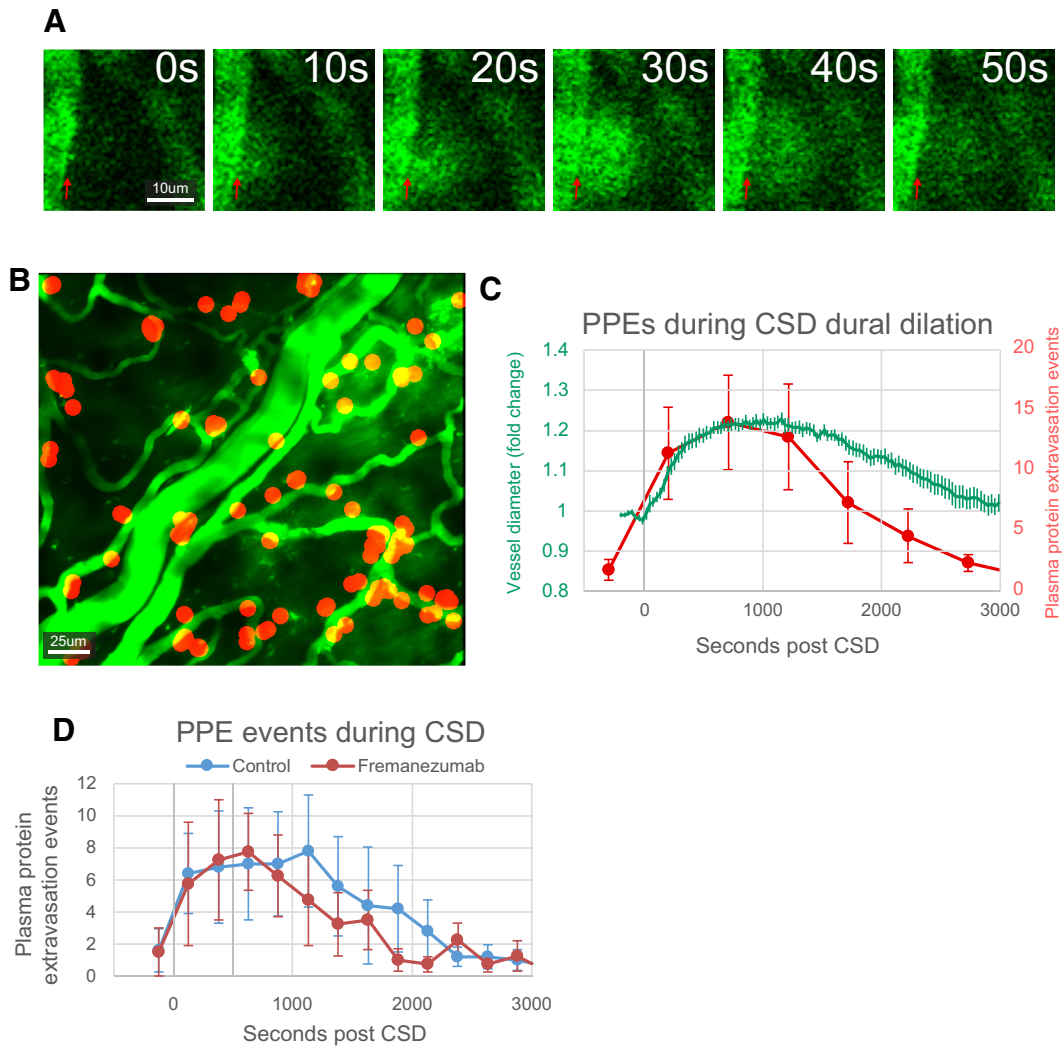 A
0s
10s
20s
30s
40s
50s
10um
B
25um
C
PPEs during CSD dural dilation
Vessel diameter (fold change)
1.4
1.3
1.2
1.1
1
0.9
0.8
20
15
10
5
0
Plasma protein extravasation events
0
1000
2000
3000
Seconds post CSD
D
PPE events during CSD
Control
Fremanezumab
Plasma protein
extravasation events
12
10
8
6
4
2
0
0
1000
2000
3000
Seconds post CSD